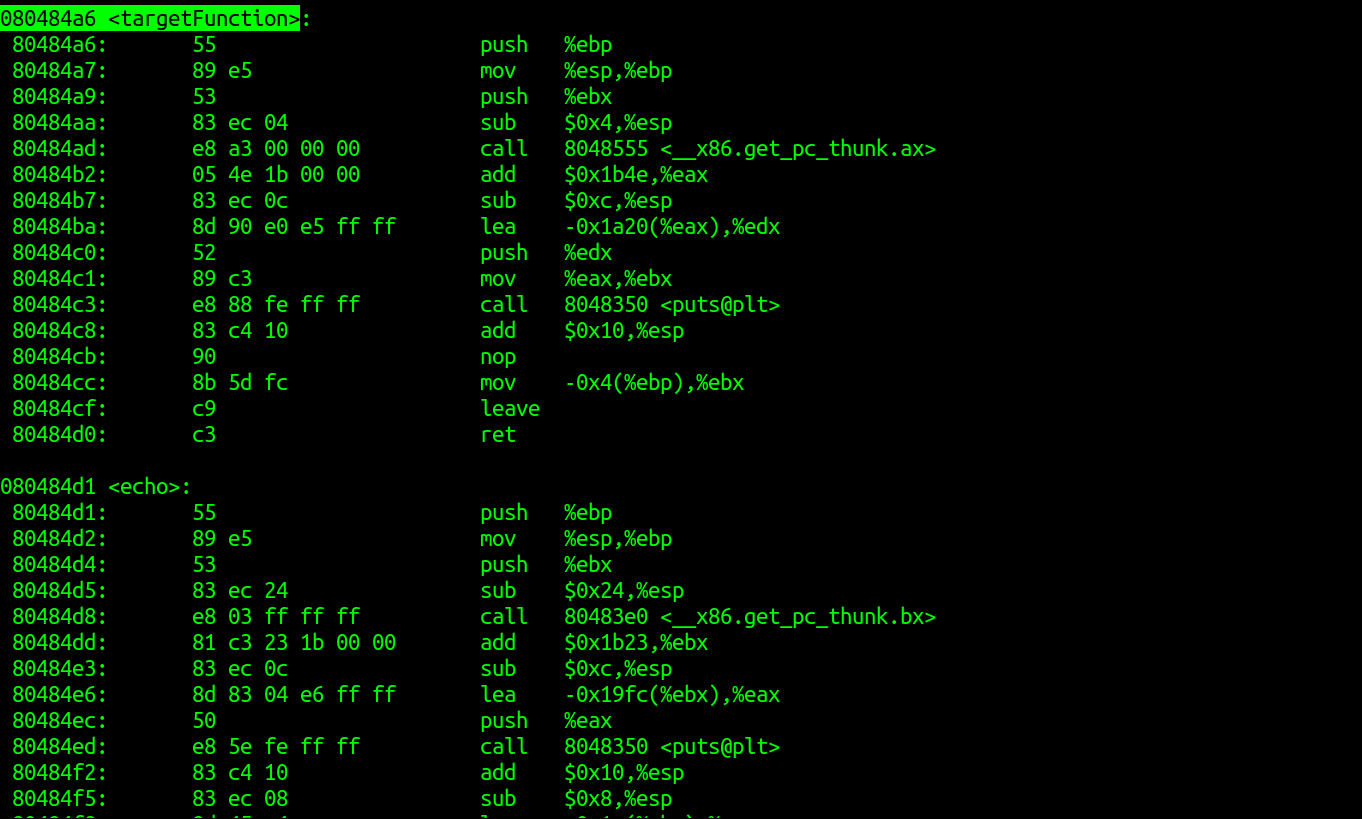 080484a6 <targetFunction>:
80484a6: 55 push %ebp
80484a7: 89 e5 mov %esp,%ebp
80484a9: 53 push %ebx
80484aa: 83 ec 04 sub $0x4,%esp
80484ad: e8 a3 00 00 00 call 8048555 <__x86.get_pc_thunk.ax>
80484b2: 05 4e 1b 00 00 add $0x1b4e,%eax
80484b7: 83 ec 0c sub $0xc,%esp
80484ba: 8d 90 e0 e5 ff ff lea -0x1a20(%eax),%edx
80484c0: 52 push %edx
80484c1: 89 c3 mov %eax,%ebx
80484c3: e8 88 fe ff ff call 8048350 <puts@plt>
80484c8: 83 c4 10 add $0x10,%esp
80484cb: 90 nop
80484cc: 8b 5d fc mov -0x4(%ebp),%ebx
80484cf: c9 leave
80484d0: c3 ret
080484d1 <echo>:
80484d1: 55 push %ebp
80484d2: 89 e5 mov %esp,%ebp
80484d4: 53 push %ebx
80484d5: 83 ec 24 sub $0x24,%esp
80484d8: e8 03 ff ff ff call 80483e0 <__x86.get_pc_thunk.bx>
80484dd: 81 c3 23 1b 00 00 add $0x1b23,%ebx
80484e3: 83 ec 0c sub $0xc,%esp
80484e6: 8d 83 04 e6 ff ff lea -0x19fc(%ebx),%eax
80484ec: 50 push %eax
80484ed: e8 5e fe ff ff call 8048350 <puts@plt>
80484f2: 83 c4 10 add $0x10,%esp
80484f5: 83 ec 08 sub $0x8,%esp